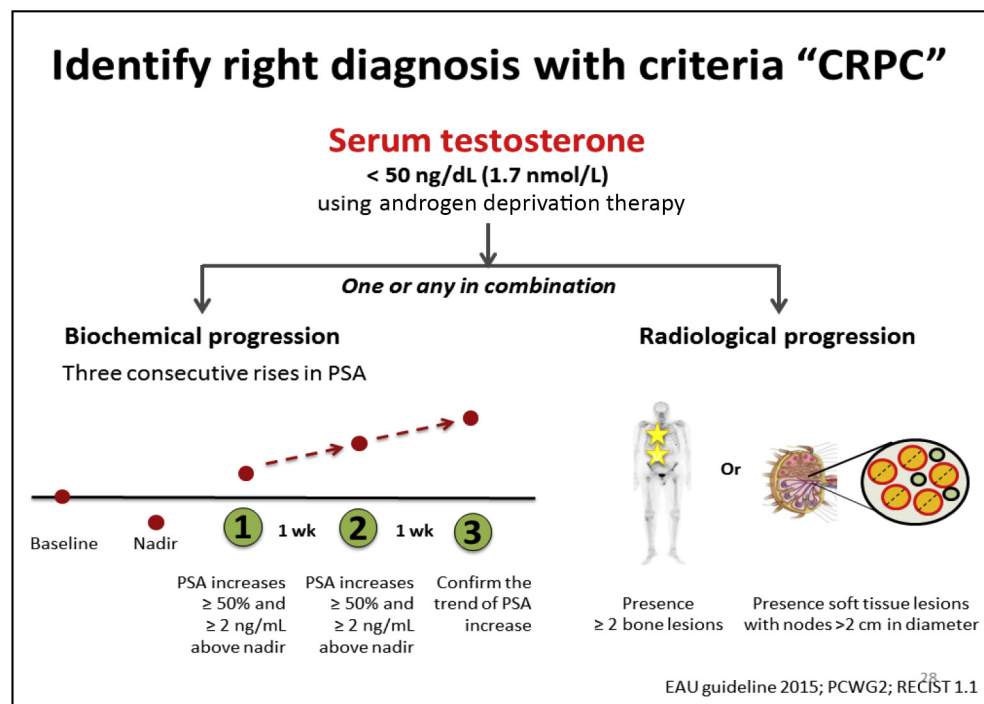 Identify right diagnosis with criteria “CRPC”
Serum testosterone
< 50 ng/dL (1.7 nmol/L)
using androgen deprivation therapy
One or any in combination
Biochemical progression
Three consecutive rises in PSA
Baseline
Nadir
1
1 wk
2
1 wk
3
PSA increases
≥ 50% and
≥ 2 ng/mL
above nadir
PSA increases
≥ 50% and
≥ 2 ng/mL
above nadir
Confirm the
trend of PSA
increase
Radiological progression
Or
Presence
≥ 2 bone lesions
Presence soft tissue lesions
with nodes >2 cm in diameter
28
EAU guideline 2015; PCWG2; RECIST 1.1